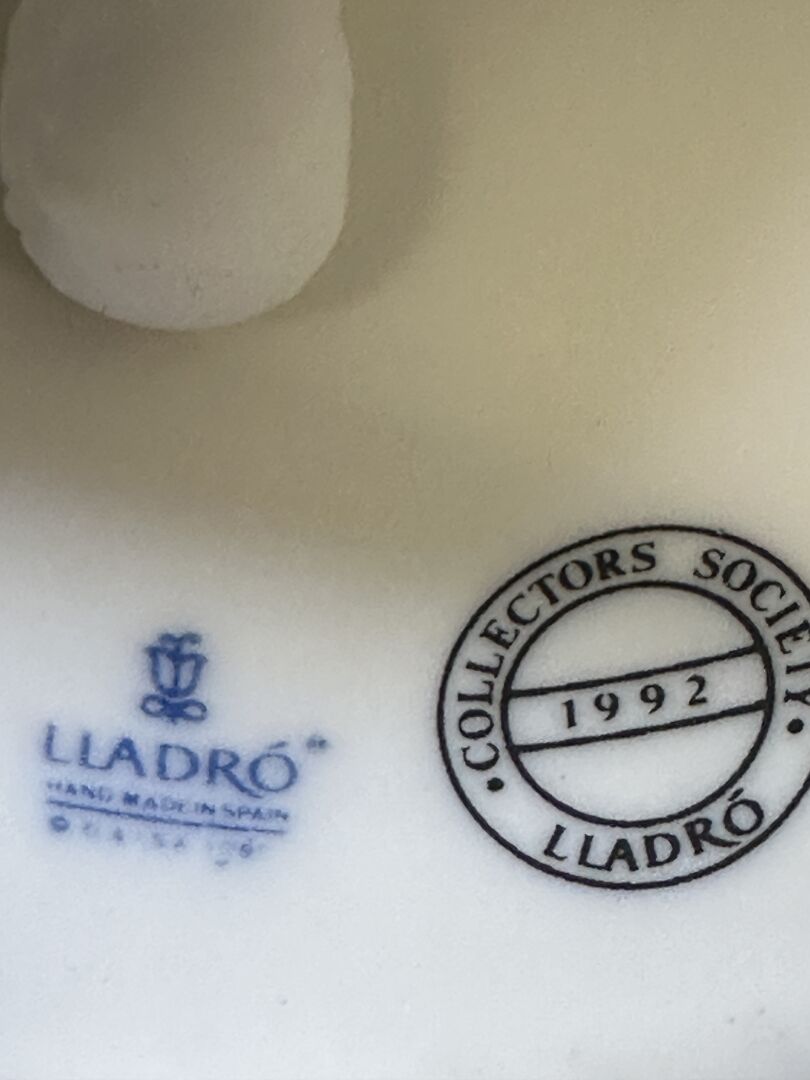 LLADRÓ
HAND MADE IN SPAIN
COLLECTORS SOCIETY
1992
LLADRÓ